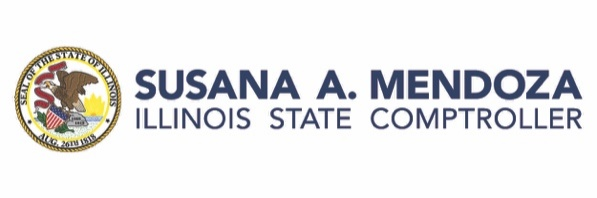 SEAL OF THE STATE OF ILLINOIS
AUG. 26TH 1818
SUSANA A. MENDOZA
ILLINOIS STATE COMPTROLLER